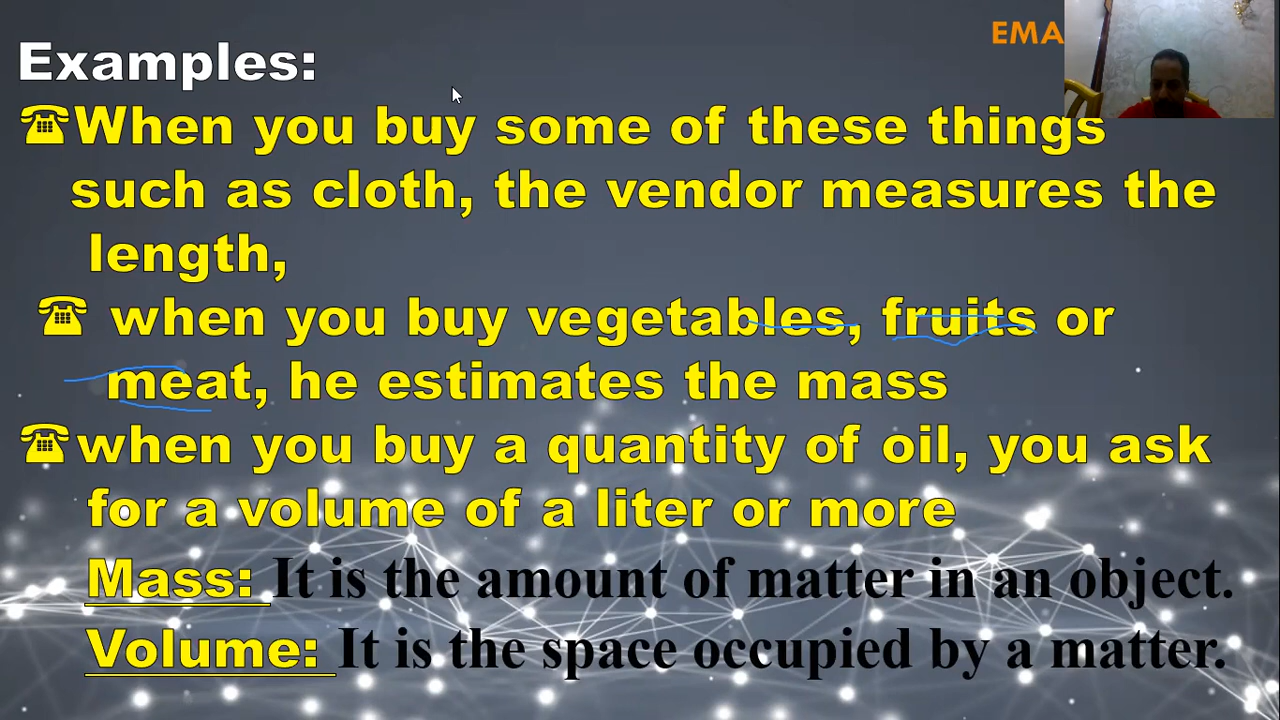 EMA
Examples:
☎When you buy some of these things
such as cloth, the vendor measures the
length,
☎ when you buy vegetables, fruits or
meat, he estimates the mass
☎when you buy a quantity of oil, you ask
for a volume of a liter or more
Mass: It is the amount of matter in an object.
Volume: It is the space occupied by a matter.